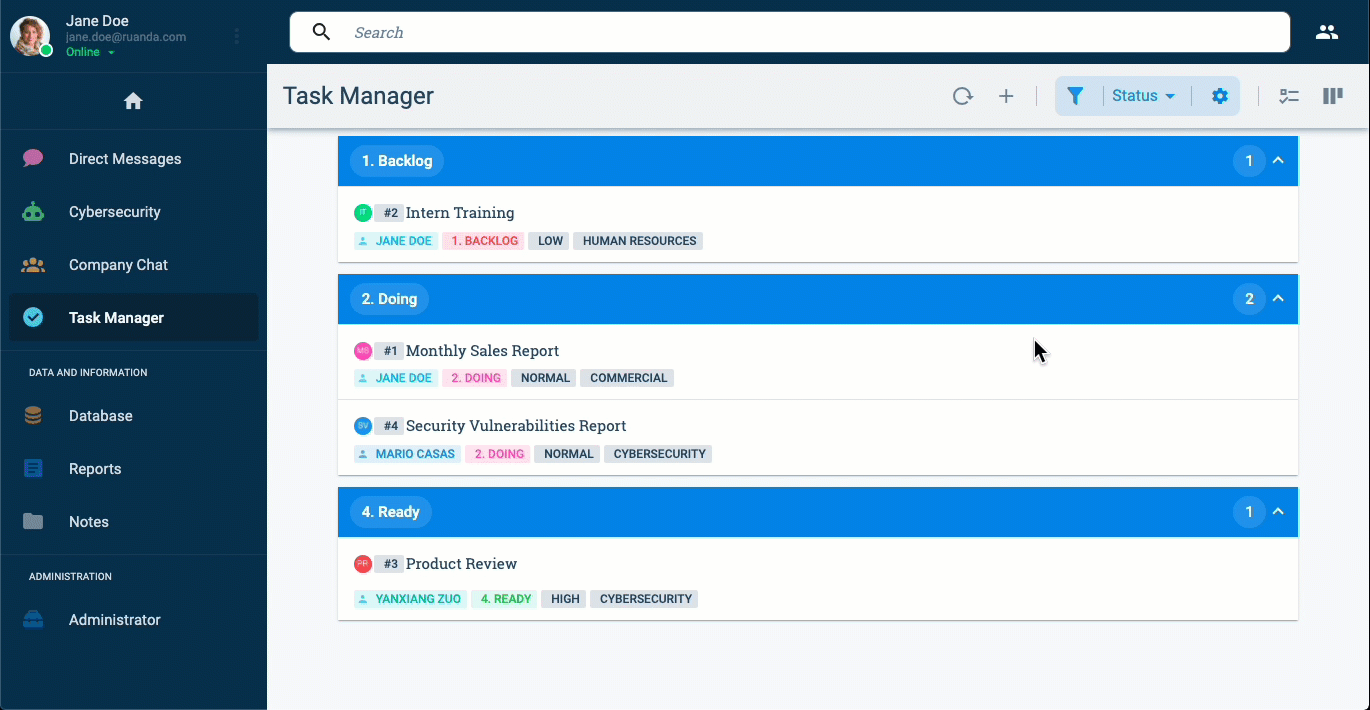 Jane Doe
jane.doe@ruanda.com
Online
Search
Direct Messages
Cybersecurity
Company Chat
Task Manager
DATA AND INFORMATION
Database
Reports
Notes
ADMINISTRATION
Administrator
Task Manager
Status
1. Backlog 1
IT #2 Intern Training
JANE DOE 1. BACKLOG LOW HUMAN RESOURCES
2. Doing 2
MS #1 Monthly Sales Report
JANE DOE 2. DOING NORMAL COMMERCIAL
SV #4 Security Vulnerabilities Report
MARIO CASAS 2. DOING NORMAL CYBERSECURITY
4. Ready 1
PR #3 Product Review
YANXIANG ZUO 4. READY HIGH CYBERSECURITY